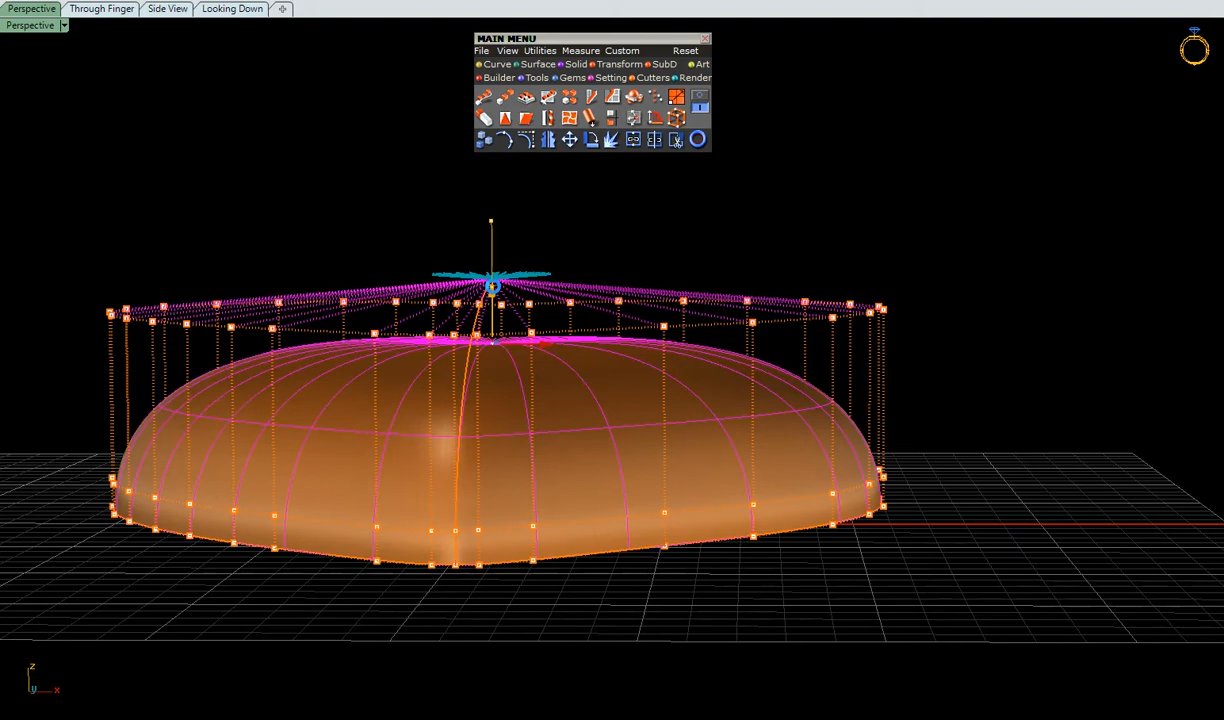 Perspective Through Finger Side View Looking Down
Perspective
MAIN MENU
File View Utilities Measure Custom Reset
Curve Surface Solid Transform SubD Art
Builder Tools Gems Setting Cutters Render
z
y x